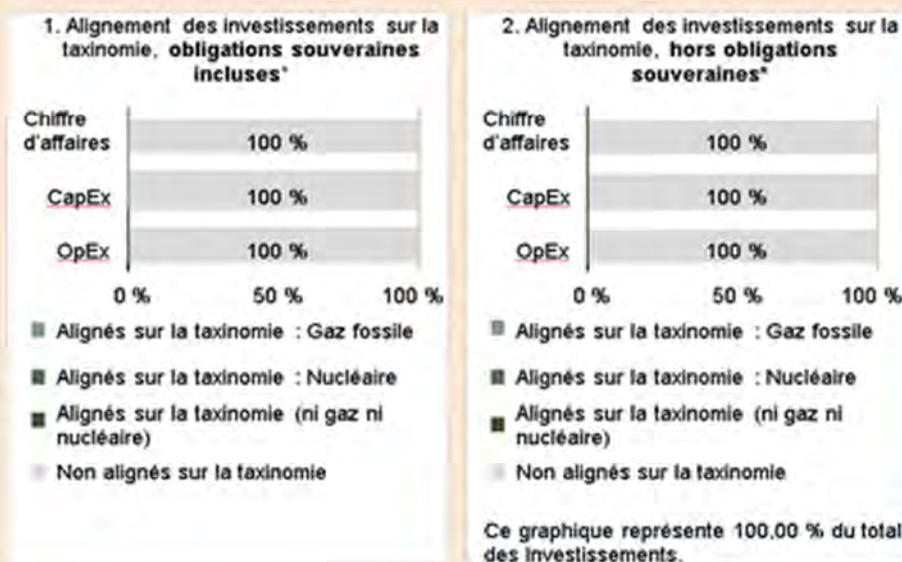 1. Alignement des investissements sur la
taxinomie, obligations souveraines
incluses*
Chiffre
d'affaires
100 %
CapEx
100 %
OpEx
100 %
0 %
50 %
100 %
Alignés sur la taxinomie : Gaz fossile
Alignés sur la taxinomie : Nucléaire
Alignés sur la taxinomie (ni gaz ni
nucléaire)
Non alignés sur la taxinomie
2. Alignement des investissements sur la
taxinomie, hors obligations
souveraines*
Chiffre
d'affaires
100 %
CapEx
100 %
OpEx
100 %
0 %
50 %
100 %
Alignés sur la taxinomie : Gaz fossile
Alignés sur la taxinomie : Nucléaire
Alignés sur la taxinomie (ni gaz ni
nucléaire)
Non alignés sur la taxinomie
Ce graphique représente 100,00 % du total
des Investissements.